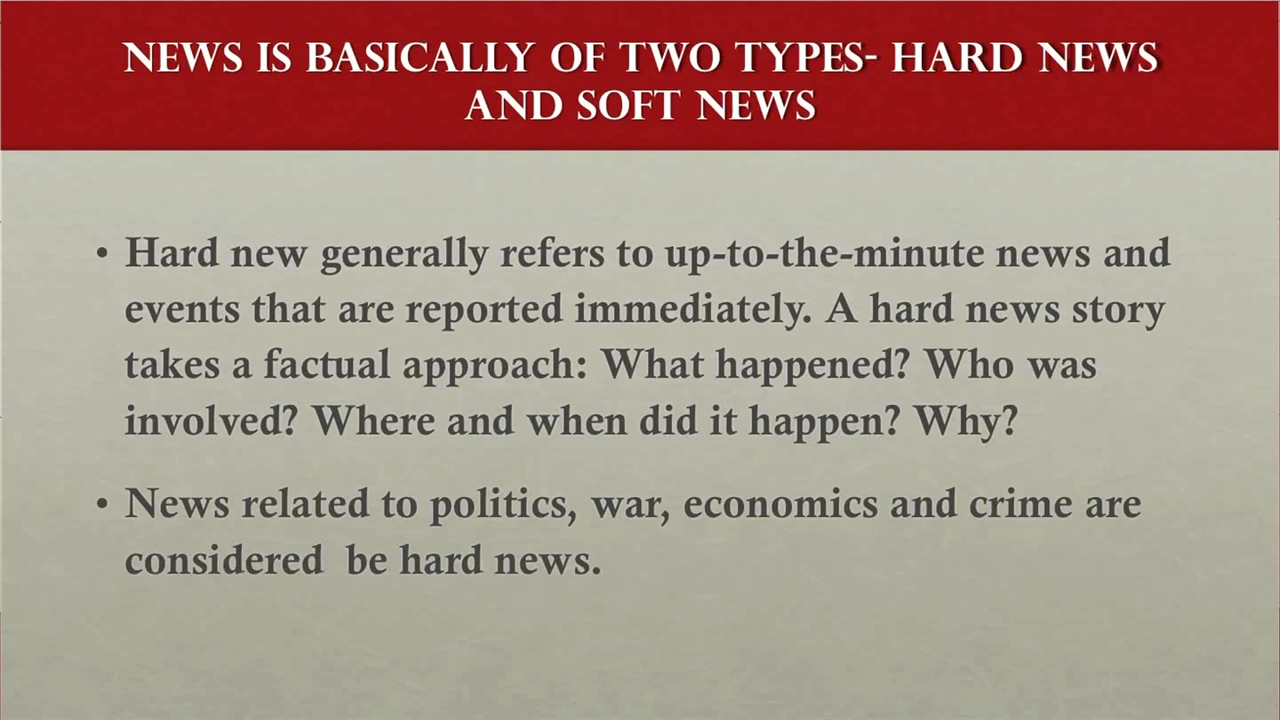 NEWS IS BASICALLY OF TWO TYPES- HARD NEWS
AND SOFT NEWS
• Hard new generally refers to up-to-the-minute news and
events that are reported immediately. A hard news story
takes a factual approach: What happened? Who was
involved? Where and when did it happen? Why?
• News related to politics, war, economics and crime are
considered  be hard news.